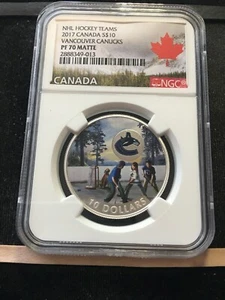 NHL HOCKEY TEAMS
2017 CANADA S$10
VANCOUVER CANUCKS
PF 70 MATTE
2888349-013
CANADA
NGC
10 DOLLARS